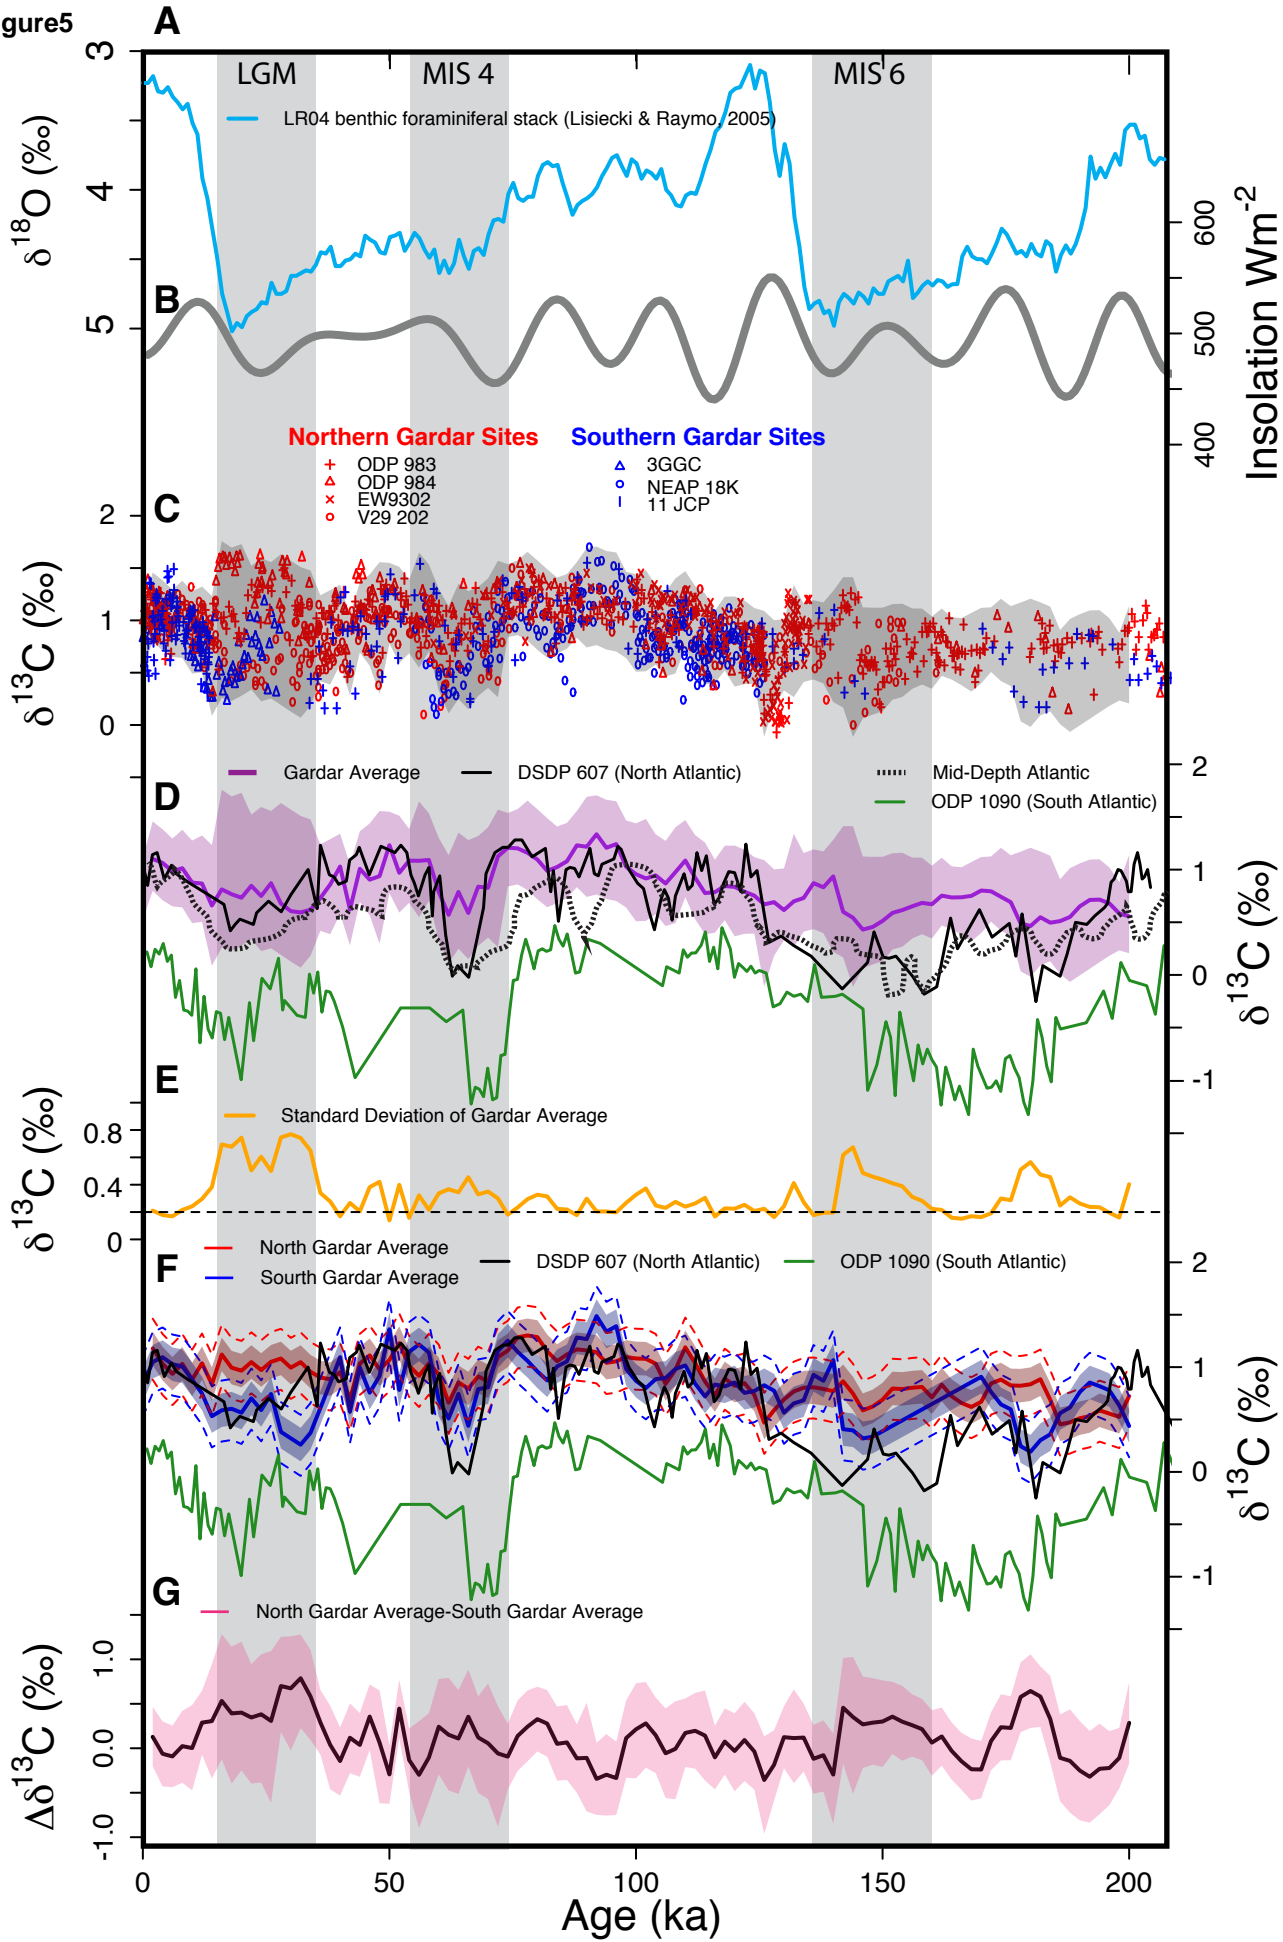 gure5
A
3
LGM
MIS 4
MIS 6
LR04 benthic foraminiferal stack (Lisiecki & Raymo, 2005)
δ18O (‰)
4
5
B
600
500
400
Insolation Wm-2
Northern Gardar Sites
ODP 983
ODP 984
EW9302
V29 202
Southern Gardar Sites
3GGC
NEAP 18K
11 JCP
C
2
1
0
δ13C (‰)
Gardar Average
DSDP 607 (North Atlantic)
Mid-Depth Atlantic
ODP 1090 (South Atlantic)
D
2
1
0
-1
δ13C (‰)
E
Standard Deviation of Gardar Average
0.8
0.4
0
δ13C (‰)
North Gardar Average
Sourth Gardar Average
DSDP 607 (North Atlantic)
ODP 1090 (South Atlantic)
F
2
1
0
-1
δ13C (‰)
G
North Gardar Average-South Gardar Average
1.0
0.0
-1.0
Δδ13C (‰)
0
50
100
150
200
Age (ka)